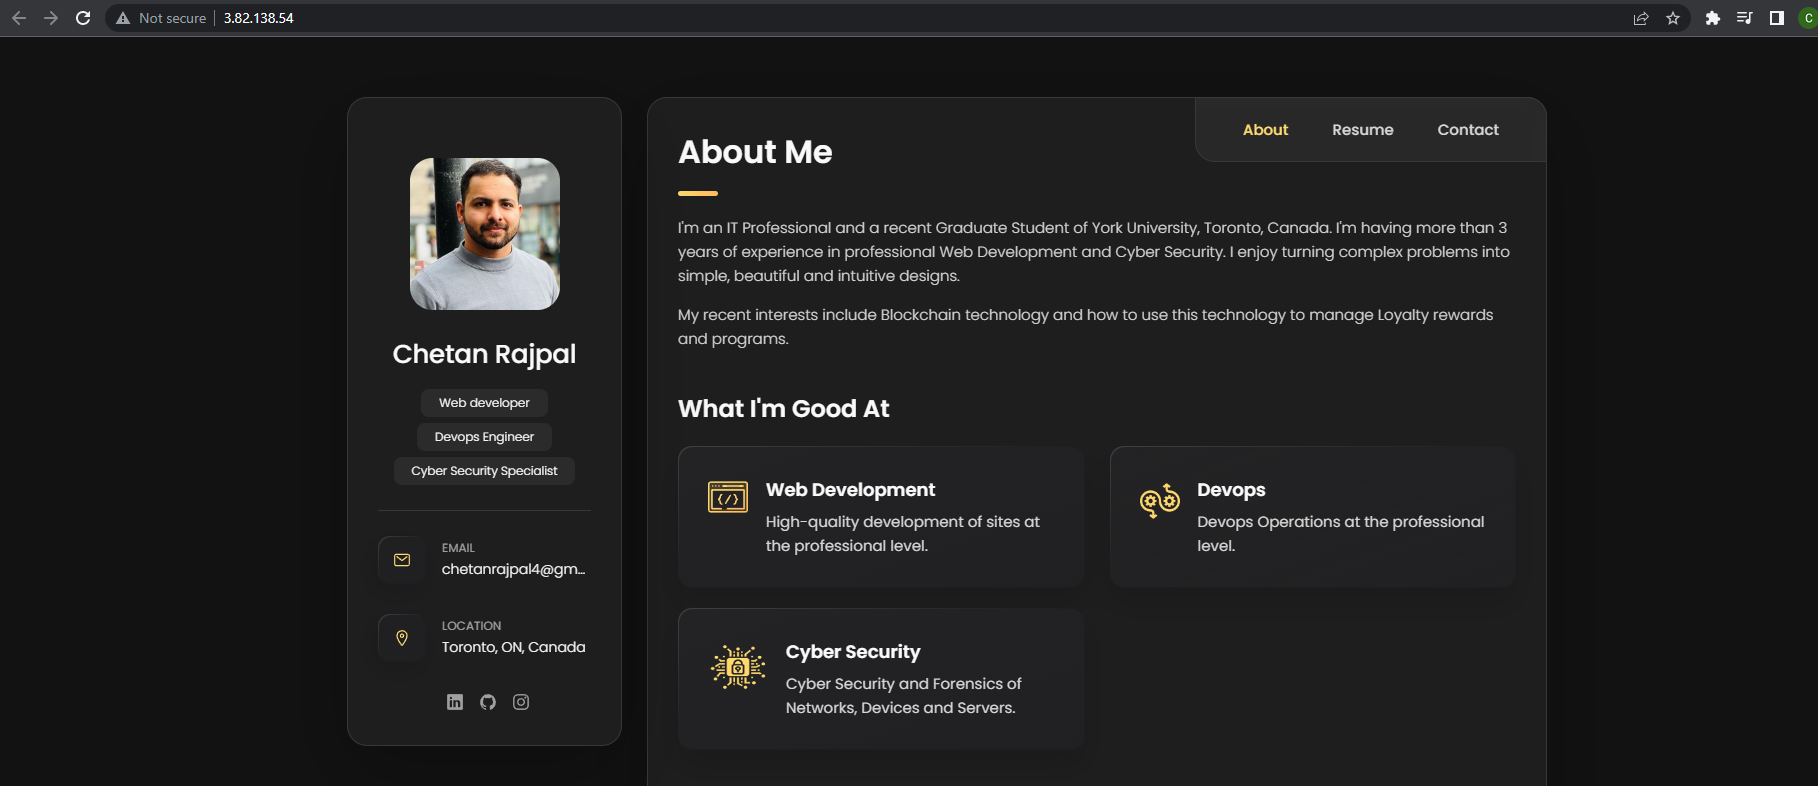 Not secure | 3.82.138.54
C
Chetan Rajpal
Web developer
Devops Engineer
Cyber Security Specialist
EMAIL
chetanrajpal4@gm...
LOCATION
Toronto, ON, Canada
About Resume Contact
About Me
I'm an IT Professional and a recent Graduate Student of York University, Toronto, Canada. I'm having more than 3
years of experience in professional Web Development and Cyber Security. I enjoy turning complex problems into
simple, beautiful and intuitive designs.
My recent interests include Blockchain technology and how to use this technology to manage Loyalty rewards
and programs.
What I'm Good At
Web Development
High-quality development of sites at
the professional level.
Devops
Devops Operations at the professional
level.
Cyber Security
Cyber Security and Forensics of
Networks, Devices and Servers.